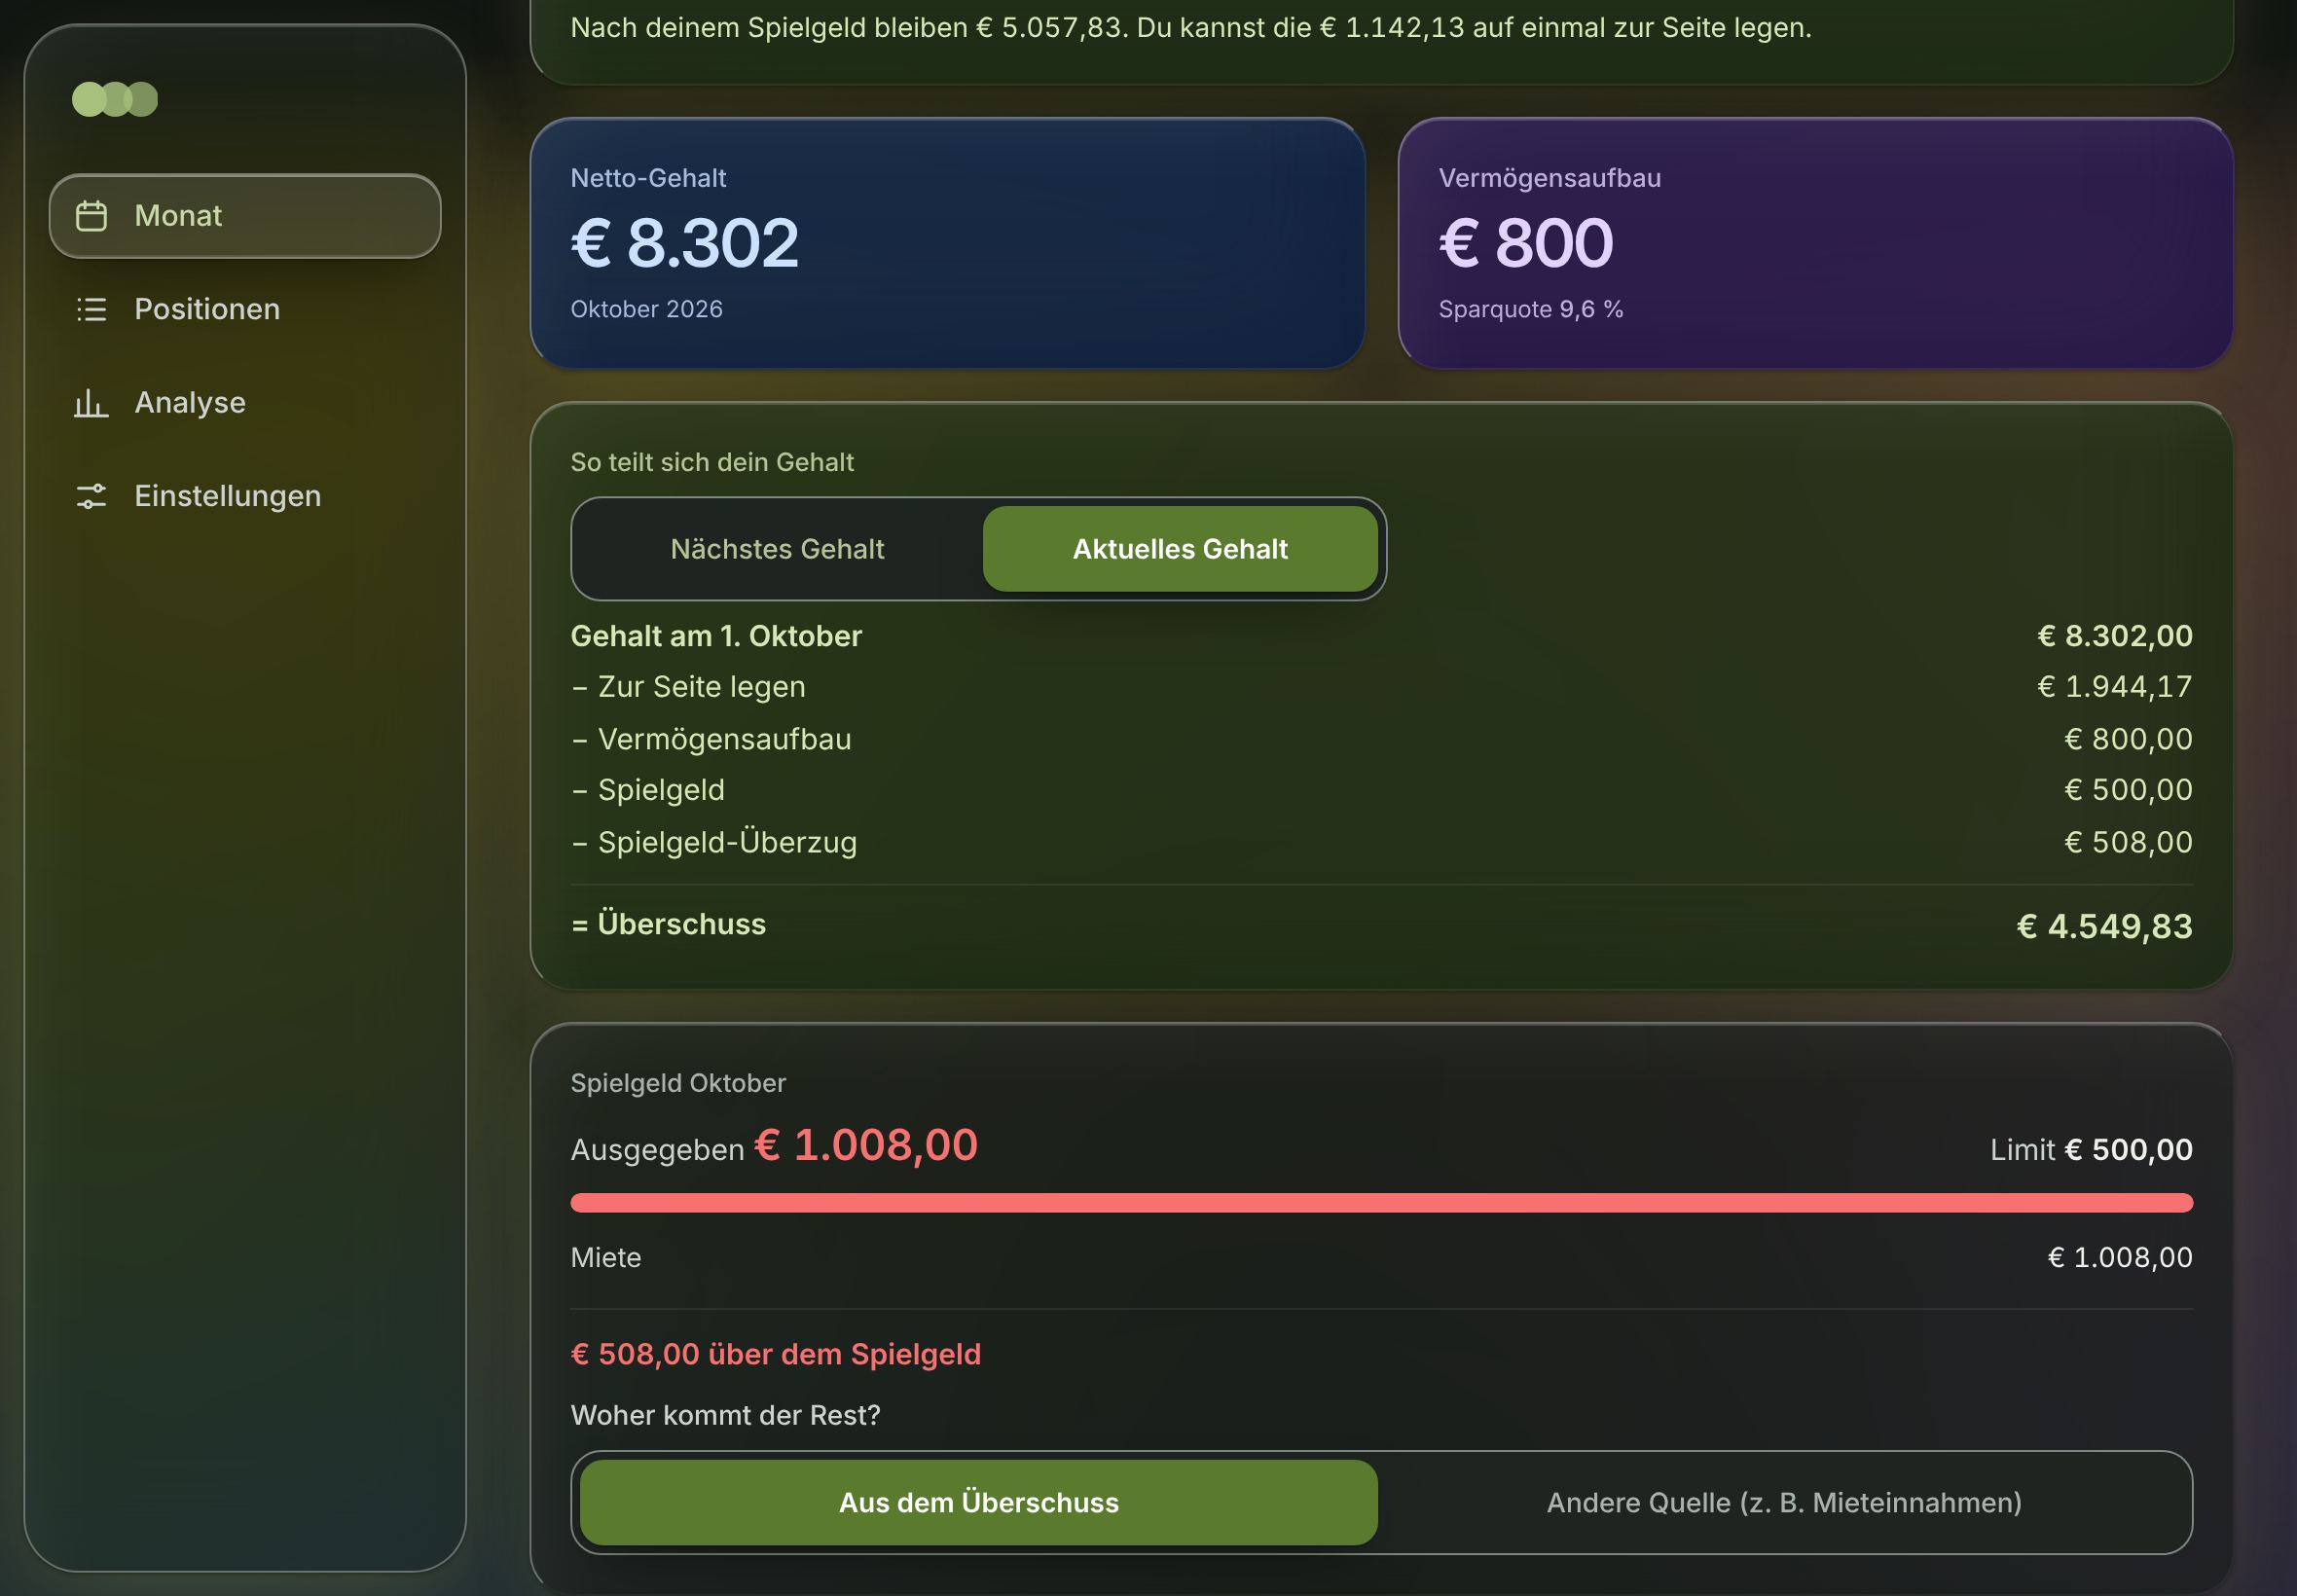 Nach deinem Spielgeld bleiben € 5.057,83. Du kannst die € 1.142,13 auf einmal zur Seite legen.
Monat
Positionen
Analyse
Einstellungen
Netto-Gehalt
€ 8.302
Oktober 2026
Vermögensaufbau
€ 800
Sparquote 9,6 %
So teilt sich dein Gehalt
Nächstes Gehalt
Aktuelles Gehalt
Gehalt am 1. Oktober € 8.302,00
− Zur Seite legen € 1.944,17
− Vermögensaufbau € 800,00
− Spielgeld € 500,00
− Spielgeld-Überzug € 508,00
= Überschuss € 4.549,83
Spielgeld Oktober
Ausgegeben € 1.008,00 Limit € 500,00
Miete € 1.008,00
€ 508,00 über dem Spielgeld
Woher kommt der Rest?
Aus dem Überschuss
Andere Quelle (z. B. Mieteinnahmen)